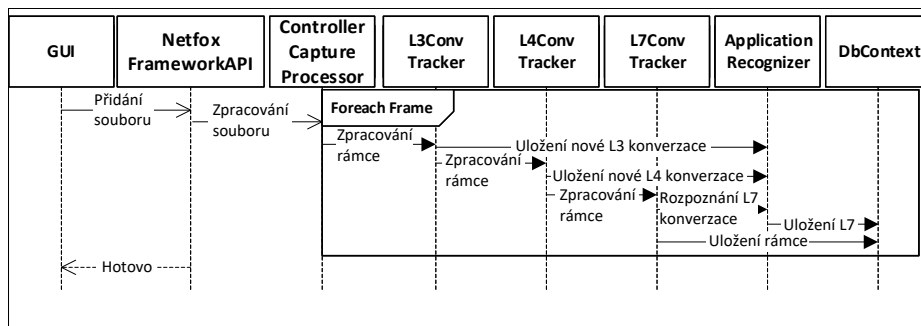 GUI
Netfox
FrameworkAPI
Controller
Capture
Processor
L3Conv
Tracker
L4Conv
Tracker
L7Conv
Tracker
Application
Recognizer
DbContext
Přidání
souboru
Zpracování
souboru
Foreach Frame
Zpracování
rámce
Uložení nové L3 konverzace
Zpracování
rámce
Uložení nové L4 konverzace
Zpracování
rámce
Rozpoznání L7
konverzace
Uložení L7
Uložení rámce
Hotovo